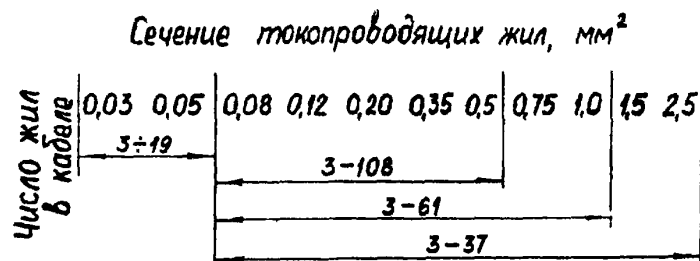 Сечение токопроводящих жил, мм²
Число жил
в кабеле
0,03 0,05 0,08 0,12 0,20 0,35 0,5 0,75 1,0 1,5 2,5
3÷19
3-108
3-61
3-37